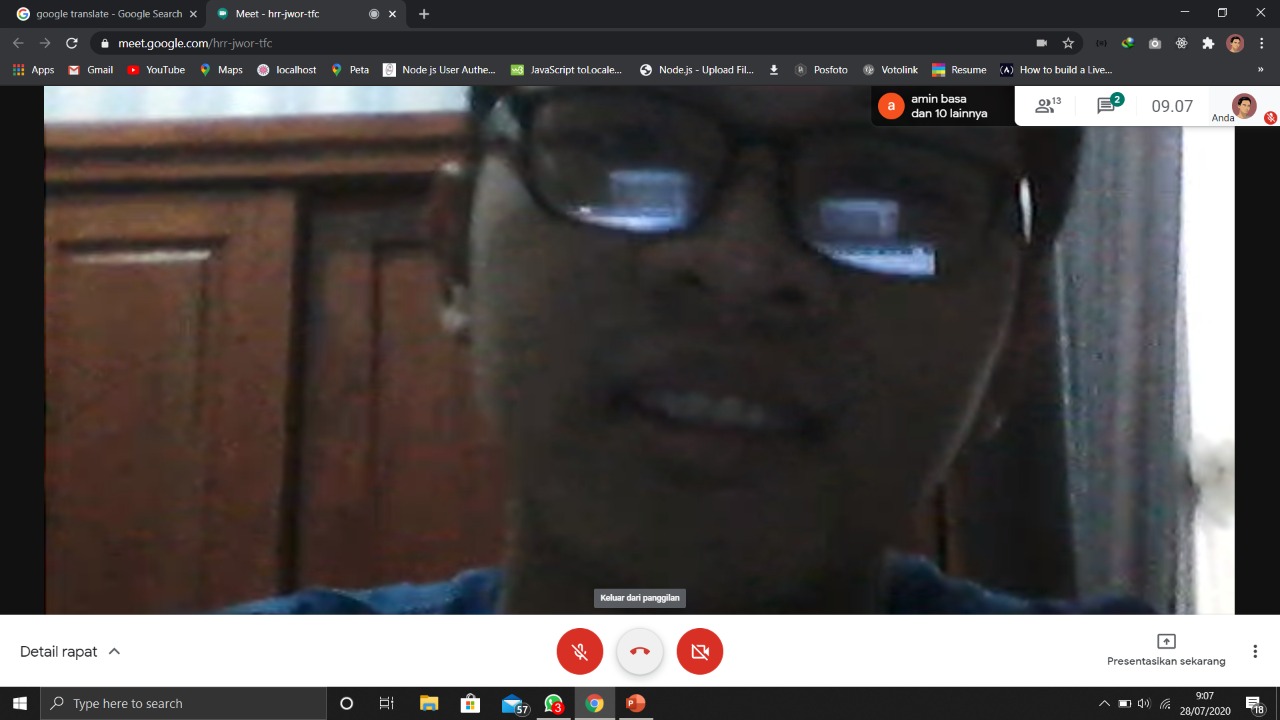 google translate - Google Search
Meet - hrr-jwor-tfc
meet.google.com/hrr-jwor-tfc
Apps
Gmail
YouTube
Maps
localhost
Peta
Node js Use Authe...
JavaScript toLocale...
Node.js - Upload Fil...
PoPoto
Votolink
Resume
How to build a Live...
»
a
amin basa
dan 10 lainnya
13
2
09.07
Anda
Keluar dari panggilan
Detail rapat
Presentasikan sekarang
Type here to search
57
3
9:07
28/07/2020
18